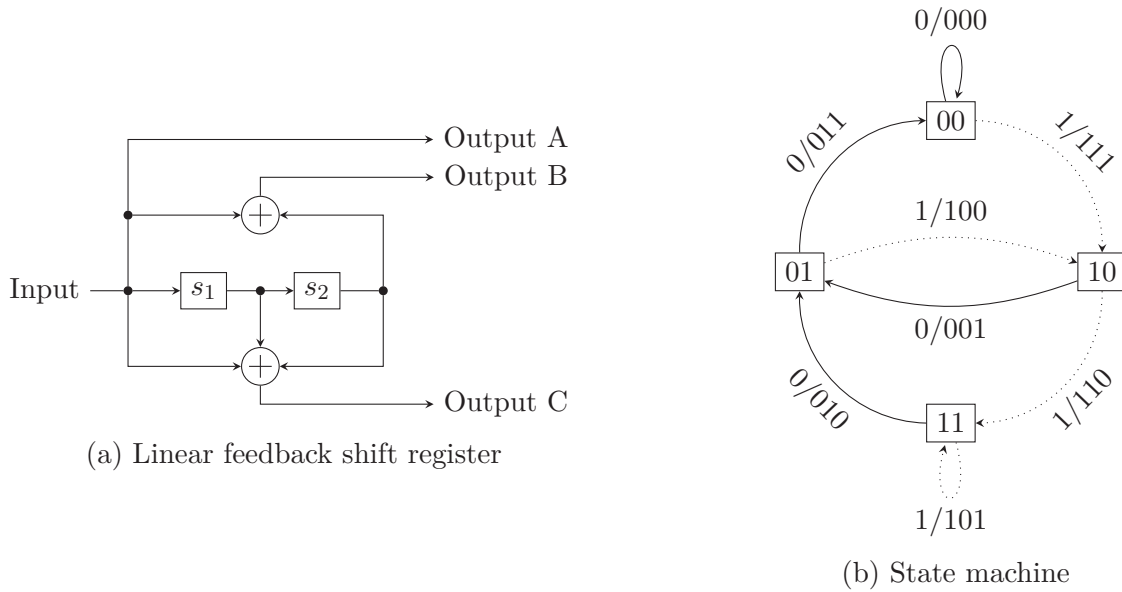 Output A
Output B
Input
s₁
s₂
Output C
(a) Linear feedback shift register
0/000
00
0/011
1/111
1/100
01
10
0/001
0/010
1/110
11
1/101
(b) State machine